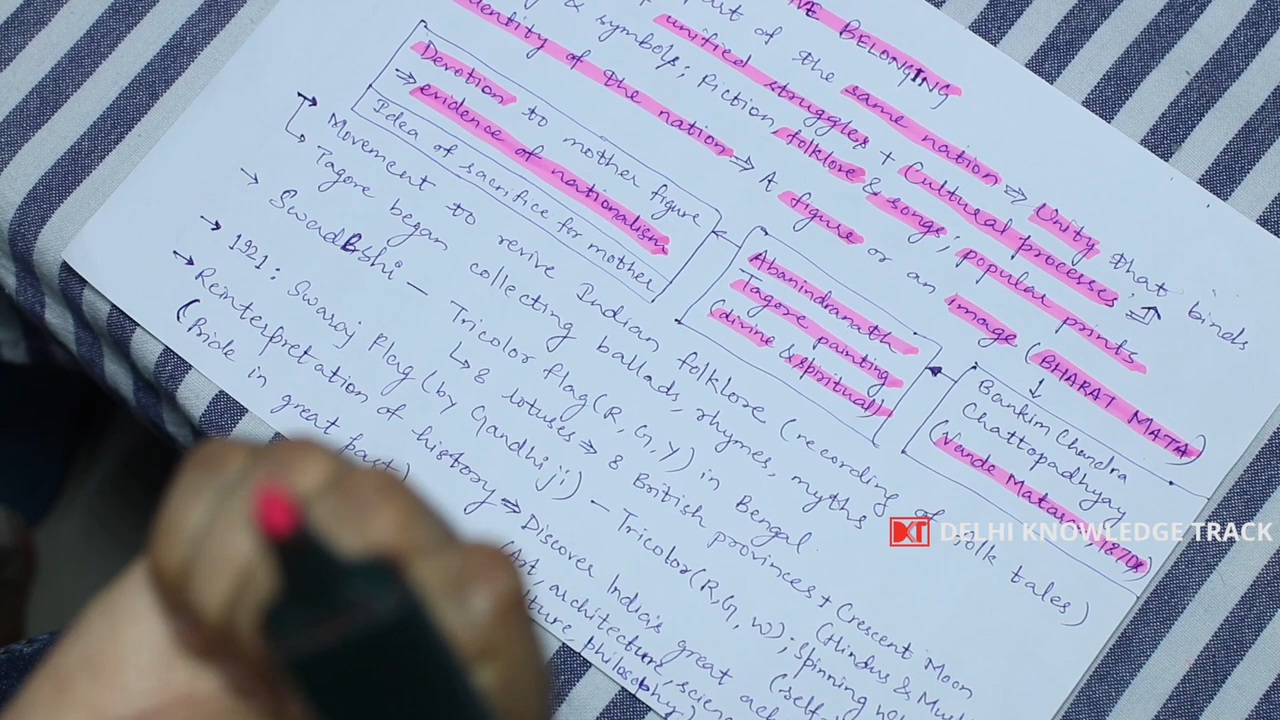 VE BELONGING
part of the same nation ⇒ Unity that binds
unified struggles + Cultural processes
& symbols; fiction, folklore & songs; popular prints
identity of the nation ⇒ A figure or an image (BHARAT MATA)
Bankim Chandra
Chattopadhyay
(Vande Mataram, 1870s)
Abanindranath
Tagore painting
(divine & spiritual)
Devotion to mother figure
⇒ evidence of nationalism
Idea of sacrifice for mother
→ Movement to revive Indian folklore (recording of folk tales)
↳ Tagore began collecting ballads, rhymes, myths
→ Swadeshi – Tricolor flag (R, G, Y) in Bengal
↳ 8 lotuses ⇒ 8 British provinces + Crescent Moon
(Hindus &
→ 1921: Swaraj Flag (by Gandhiji) – Tricolor (R, G, W); spinning
(self
→ Reinterpretation of history ⇒ Discover India's great
(Pride in great past)
(Art, architecture,
philosophy)
DKT DELHI KNOWLEDGE TRACK